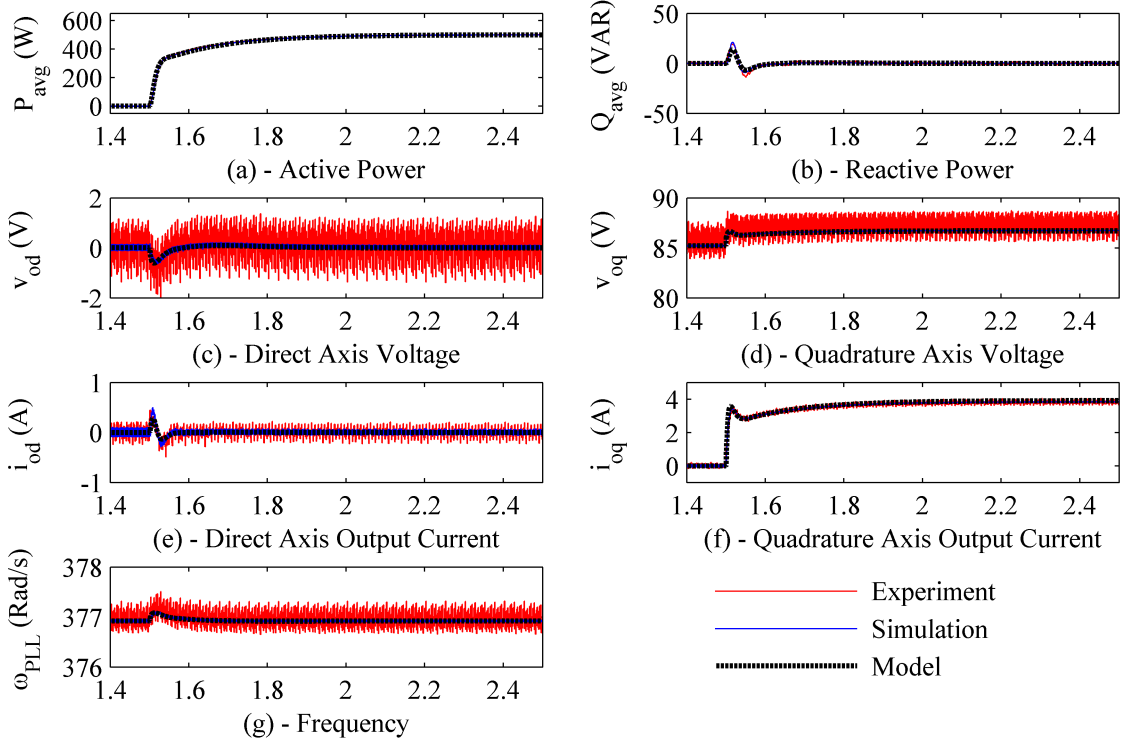 P_avg (W)
600
400
200
0
1.4 1.6 1.8 2 2.2 2.4
(a) - Active Power
Q_avg (VAR)
50
0
-50
1.4 1.6 1.8 2 2.2 2.4
(b) - Reactive Power
v_od (V)
2
0
-2
1.4 1.6 1.8 2 2.2 2.4
(c) - Direct Axis Voltage
v_oq (V)
90
85
80
1.4 1.6 1.8 2 2.2 2.4
(d) - Quadrature Axis Voltage
i_od (A)
1
0
-1
1.4 1.6 1.8 2 2.2 2.4
(e) - Direct Axis Output Current
i_oq (A)
4
2
0
1.4 1.6 1.8 2 2.2 2.4
(f) - Quadrature Axis Output Current
ω_PLL (Rad/s)
378
377
376
1.4 1.6 1.8 2 2.2 2.4
(g) - Frequency
Experiment
Simulation
Model